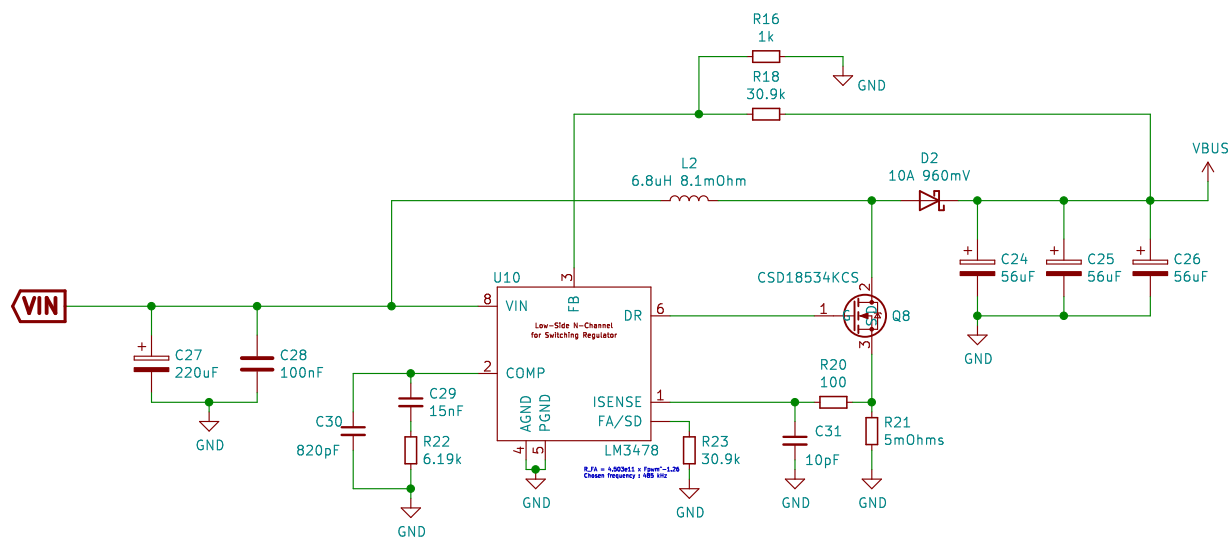 R16
1k
GND
R18
30.9k
VBUS
L2
6.8uH 8.1mOhm
D2
10A 960mV
C24
56uF
C25
56uF
C26
56uF
GND
CSD18534KCS
2
1
G
D
S
3
Q8
U10
3
FB
8
VIN
DR
6
Low-Side N-Channel
for Switching Regulator
2
COMP
ISENSE
1
FA/SD
AGND
PGND
4
5
LM3478
GND
R_FA = 4.503e11 x Fpwm^-1.26
Chosen frequency : 485 kHz
VIN
C27
220uF
C28
100nF
GND
C30
820pF
C29
15nF
R22
6.19k
GND
R23
30.9k
GND
R20
100
C31
10pF
GND
R21
5mOhms
GND